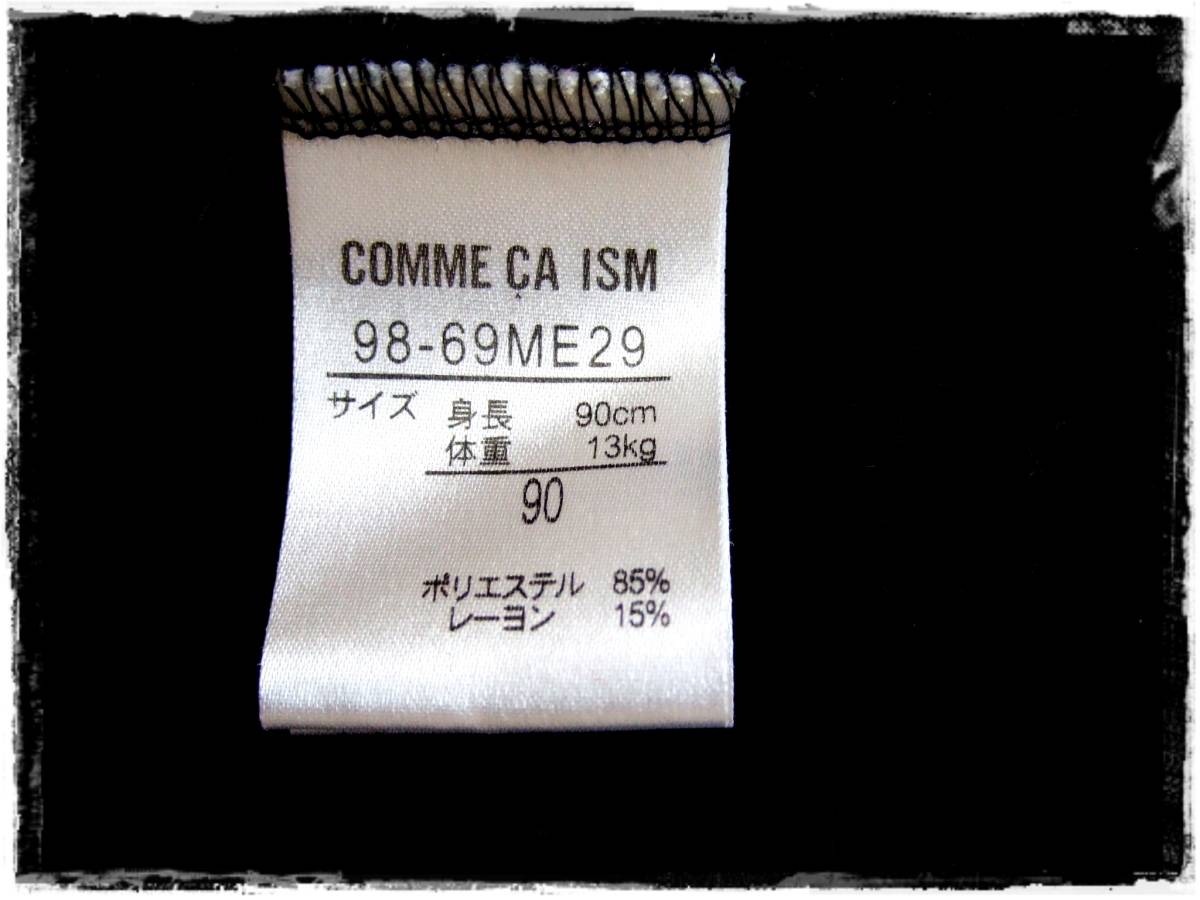 COMME ÇA ISM
98-69ME29
サイズ 身長 90cm
体重 13kg
90
ポリエステル 85%
レーヨン 15%